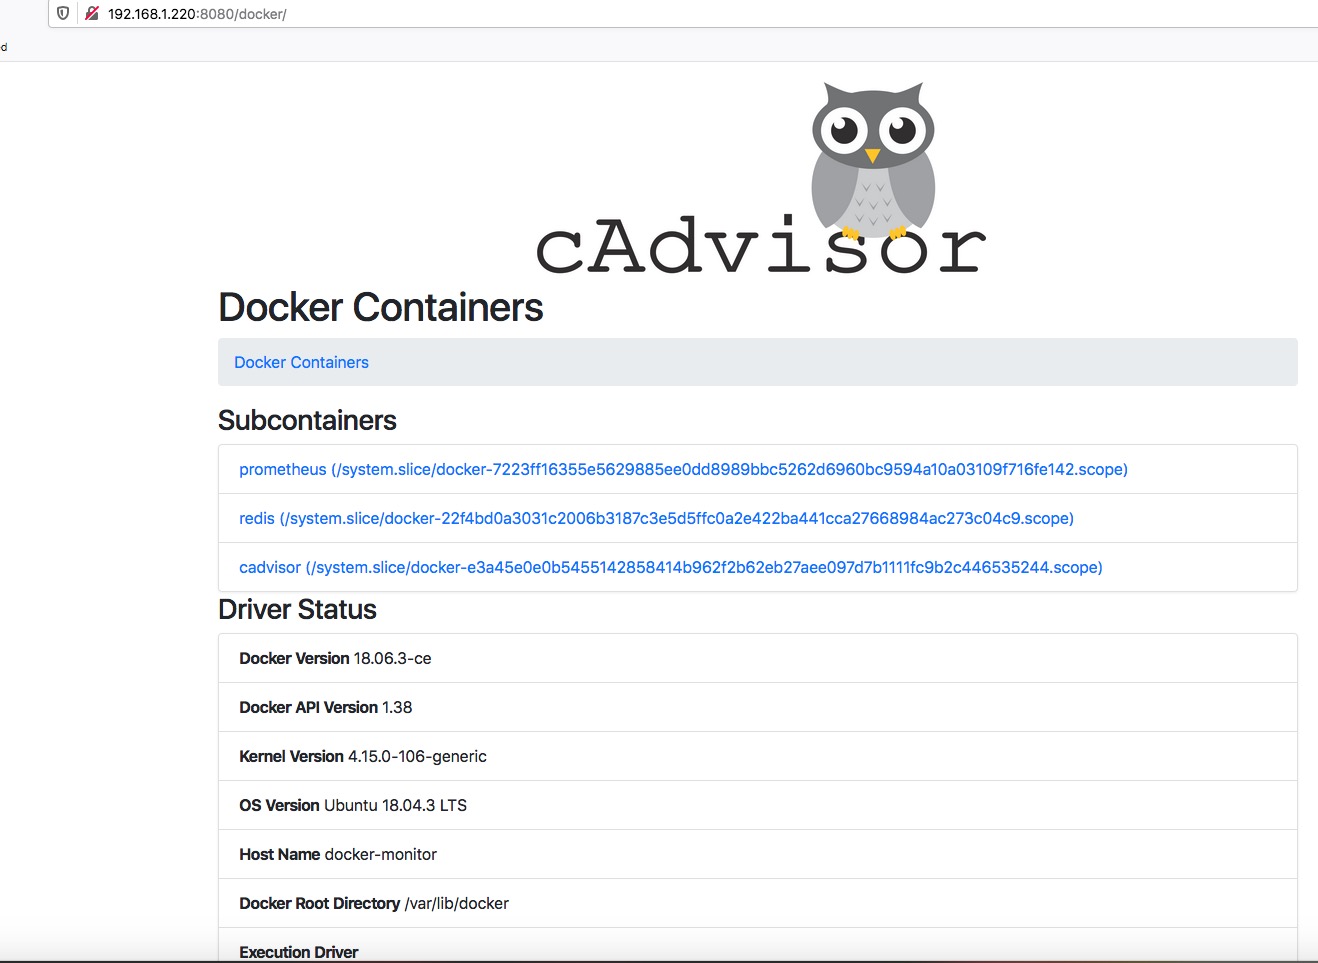 192.168.1.220:8080/docker/
d
cAdvisor
Docker Containers
Docker Containers
Subcontainers
prometheus (/system.slice/docker-7223ff16355e5629885ee0dd8989bbc5262d6960bc9594a10a03109f716fe142.scope)
redis (/system.slice/docker-22f4bd0a3031c2006b3187c3e5d5ffc0a2e422ba441cca27668984ac273c04c9.scope)
cadvisor (/system.slice/docker-e3a45e0e0b5455142858414b962f2b62eb27aee097d7b1111fc9b2c446535244.scope)
Driver Status
Docker Version 18.06.3-ce
Docker API Version 1.38
Kernel Version 4.15.0-106-generic
OS Version Ubuntu 18.04.3 LTS
Host Name docker-monitor
Docker Root Directory /var/lib/docker
Execution Driver